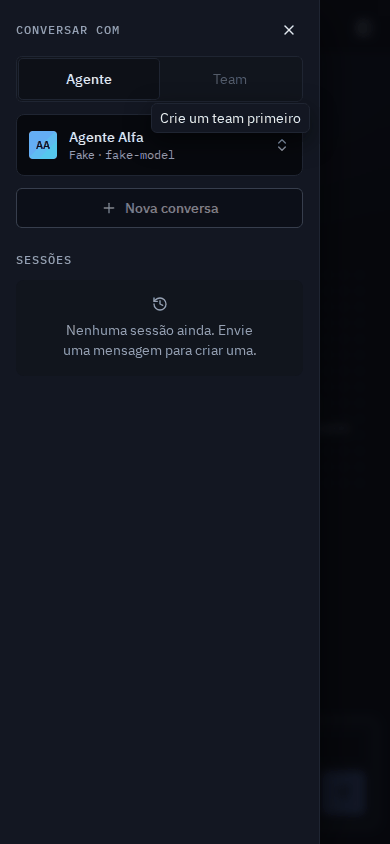 CONVERSAR COM
Agente
Team
Crie um team primeiro
AA
Agente Alfa
Fake · fake-model
Nova conversa
SESSÕES
Nenhuma sessão ainda. Envie
uma mensagem para criar uma.